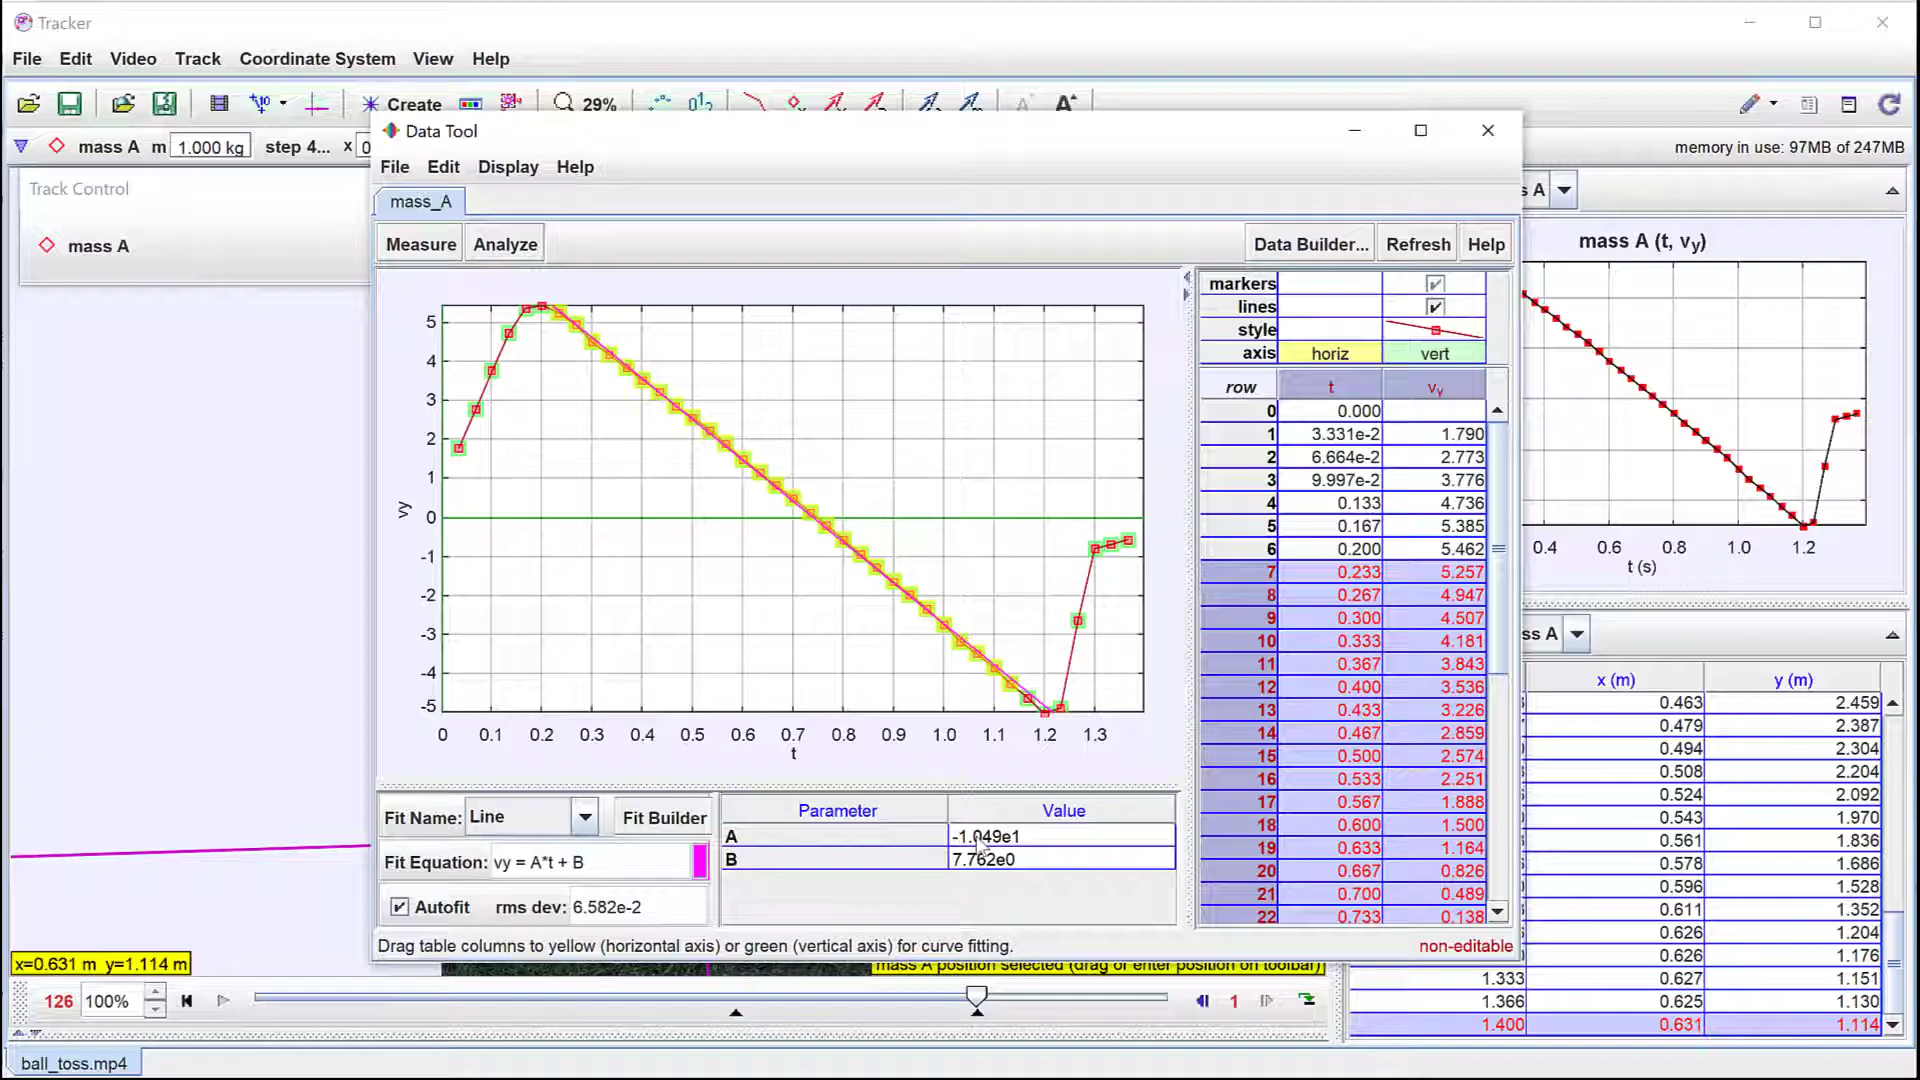 Tracker
File Edit Video Track Coordinate System View Help
Create 29%
mass A m 1.000 kg step 4... x 0
memory in use: 97MB of 247MB
Track Control
mass A
Data Tool
File Edit Display Help
mass_A
Measure Analyze Data Builder... Refresh Help
5
4
3
2
1
0
-1
-2
-3
-4
-5
vy
0 0.1 0.2 0.3 0.4 0.5 0.6 0.7 0.8 0.9 1.0 1.1 1.2 1.3
t
markers
lines
style
axis horiz vert
row t vy
0 0.000
1 3.331e-2 1.790
2 6.664e-2 2.773
3 9.997e-2 3.776
4 0.133 4.736
5 0.167 5.385
6 0.200 5.462
7 0.233 5.257
8 0.267 4.947
9 0.300 4.507
10 0.333 4.181
11 0.367 3.843
12 0.400 3.536
13 0.433 3.226
14 0.467 2.859
15 0.500 2.574
16 0.533 2.251
17 0.567 1.888
18 0.600 1.500
19 0.633 1.164
20 0.667 0.826
21 0.700 0.489
22 0.733 0.138
Fit Name: Line Fit Builder
Fit Equation: vy = A*t + B
Autofit rms dev: 6.582e-2
Parameter Value
A -1.049e1
B 7.762e0
Drag table columns to yellow (horizontal axis) or green (vertical axis) for curve fitting.
non-editable
s A
mass A (t, vy)
0.4 0.6 0.8 1.0 1.2
t (s)
ss A
x (m) y (m)
0.463 2.459
0.479 2.387
0.494 2.304
0.508 2.204
0.524 2.092
0.543 1.970
0.561 1.836
0.578 1.686
0.596 1.528
0.611 1.352
0.626 1.204
0.626 1.176
1.333 0.627 1.151
1.366 0.625 1.130
1.400 0.631 1.114
x=0.631 m y=1.114 m
mass A position selected (drag or enter position on toolbar)
126 100% 1
ball_toss.mp4